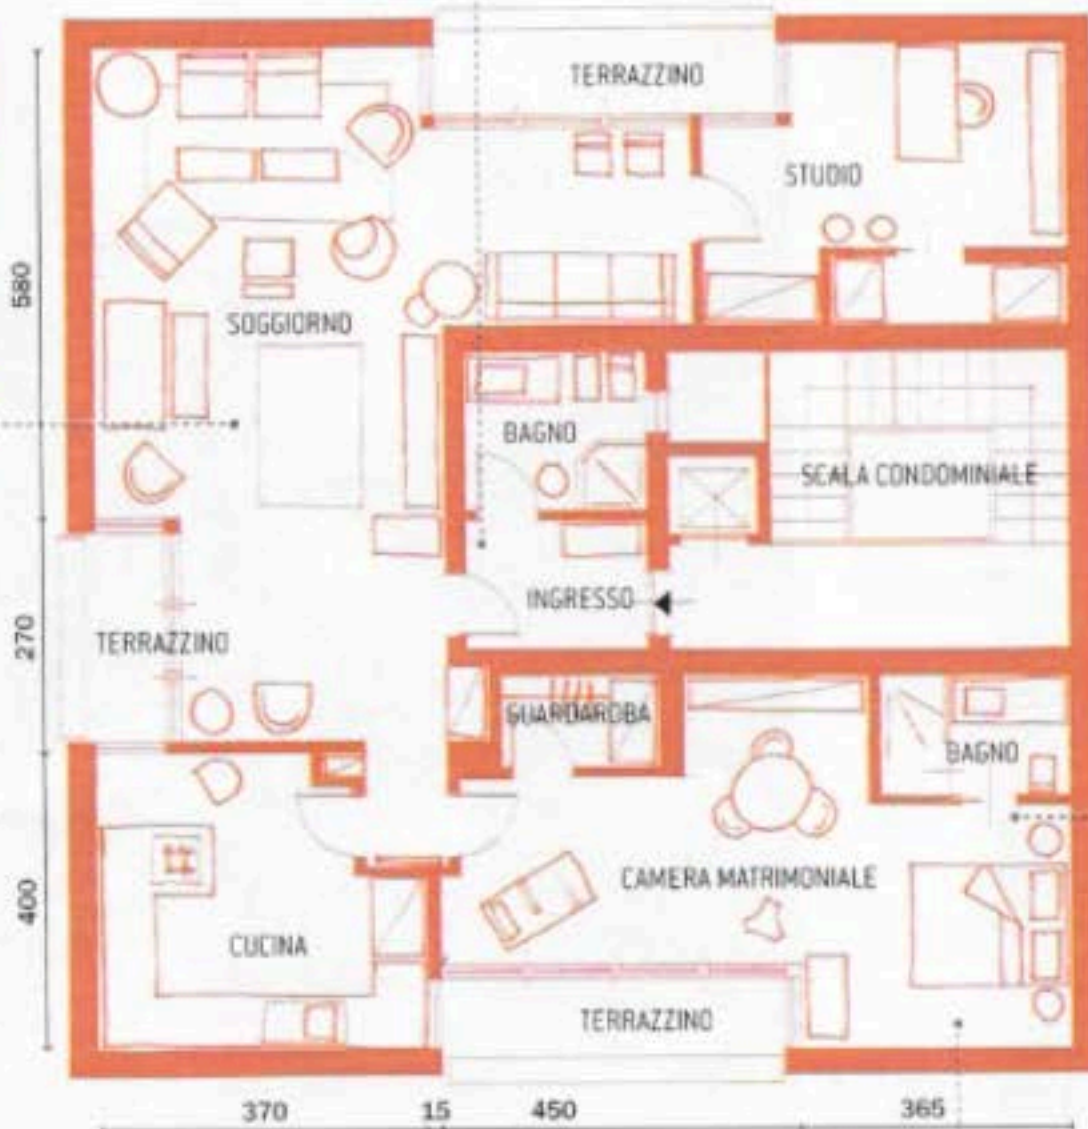 TERRAZZINO
STUDIO
580
SOGGIORNO
BAGNO
SCALA CONDOMINIALE
INGRESSO
270
TERRAZZINO
GUARDAROBA
BAGNO
CAMERA MATRIMONIALE
400
CUCINA
TERRAZZINO
370 15 450 365